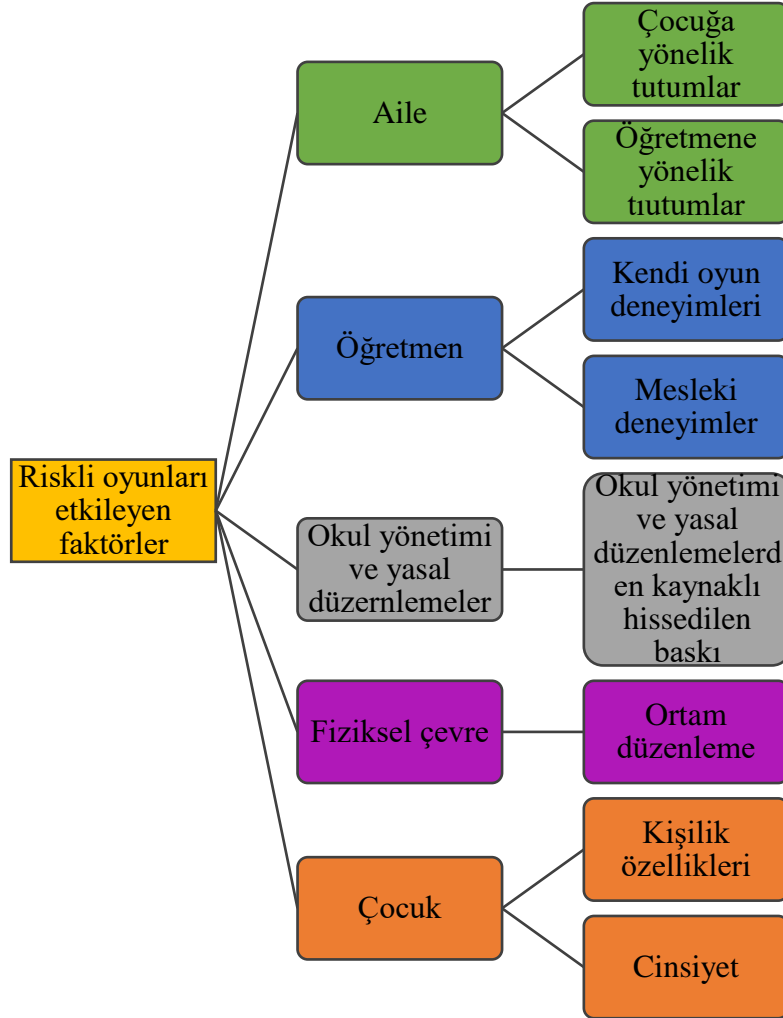 Riskli oyunları
etkileyen
faktörler
Aile
Çocuğa
yönelik
tutumlar
Öğretmene
yönelik
tıutumlar
Öğretmen
Kendi oyun
deneyimleri
Mesleki
deneyimler
Okul yönetimi
ve yasal
düzernlemeler
Okul yönetimi
ve yasal
düzenlemelerd
en kaynaklı
hissedilen
baskı
Fiziksel çevre
Ortam
düzenleme
Çocuk
Kişilik
özellikleri
Cinsiyet